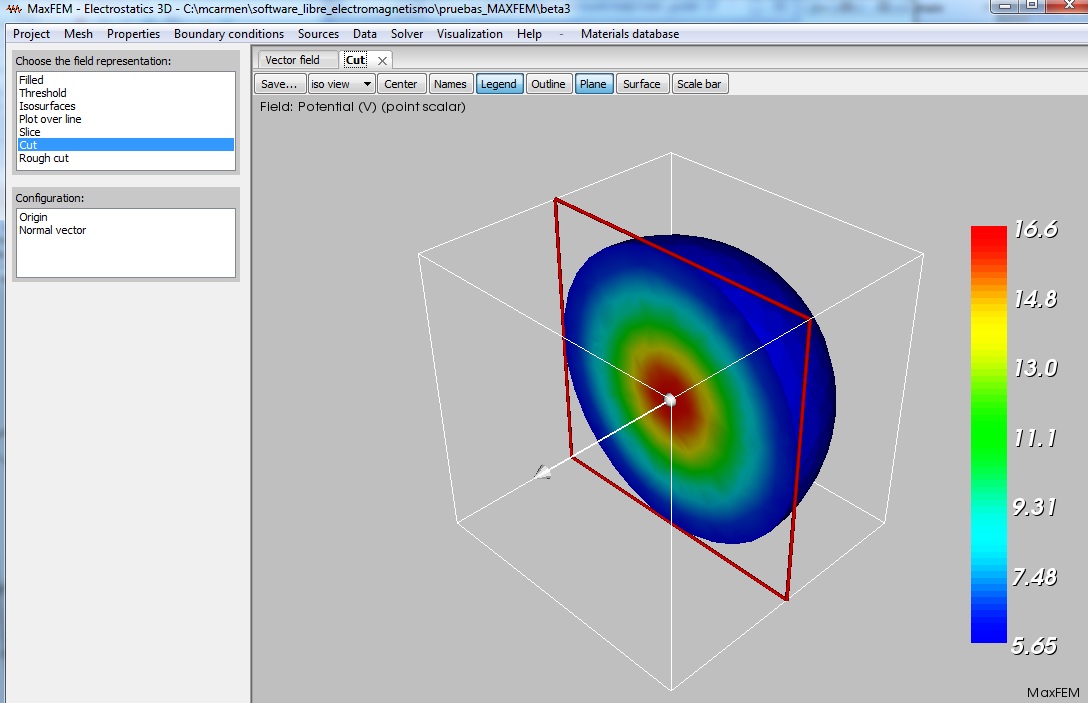 MaxFEM - Electrostatics 3D - C:\mcarmen\software_libre_electromagnetismo\pruebas_MAXFEM\beta3
Project Mesh Properties Boundary conditions Sources Data Solver Visualization Help - Materials database
Choose the field representation:
Filled
Threshold
Isosurfaces
Plot over line
Slice
Cut
Rough cut
Configuration:
Origin
Normal vector
Vector field Cut
Save... iso view Center Names Legend Outline Plane Surface Scale bar
Field: Potential (V) (point scalar)
16.6
14.8
13.0
11.1
9.31
7.48
5.65
MaxFEM